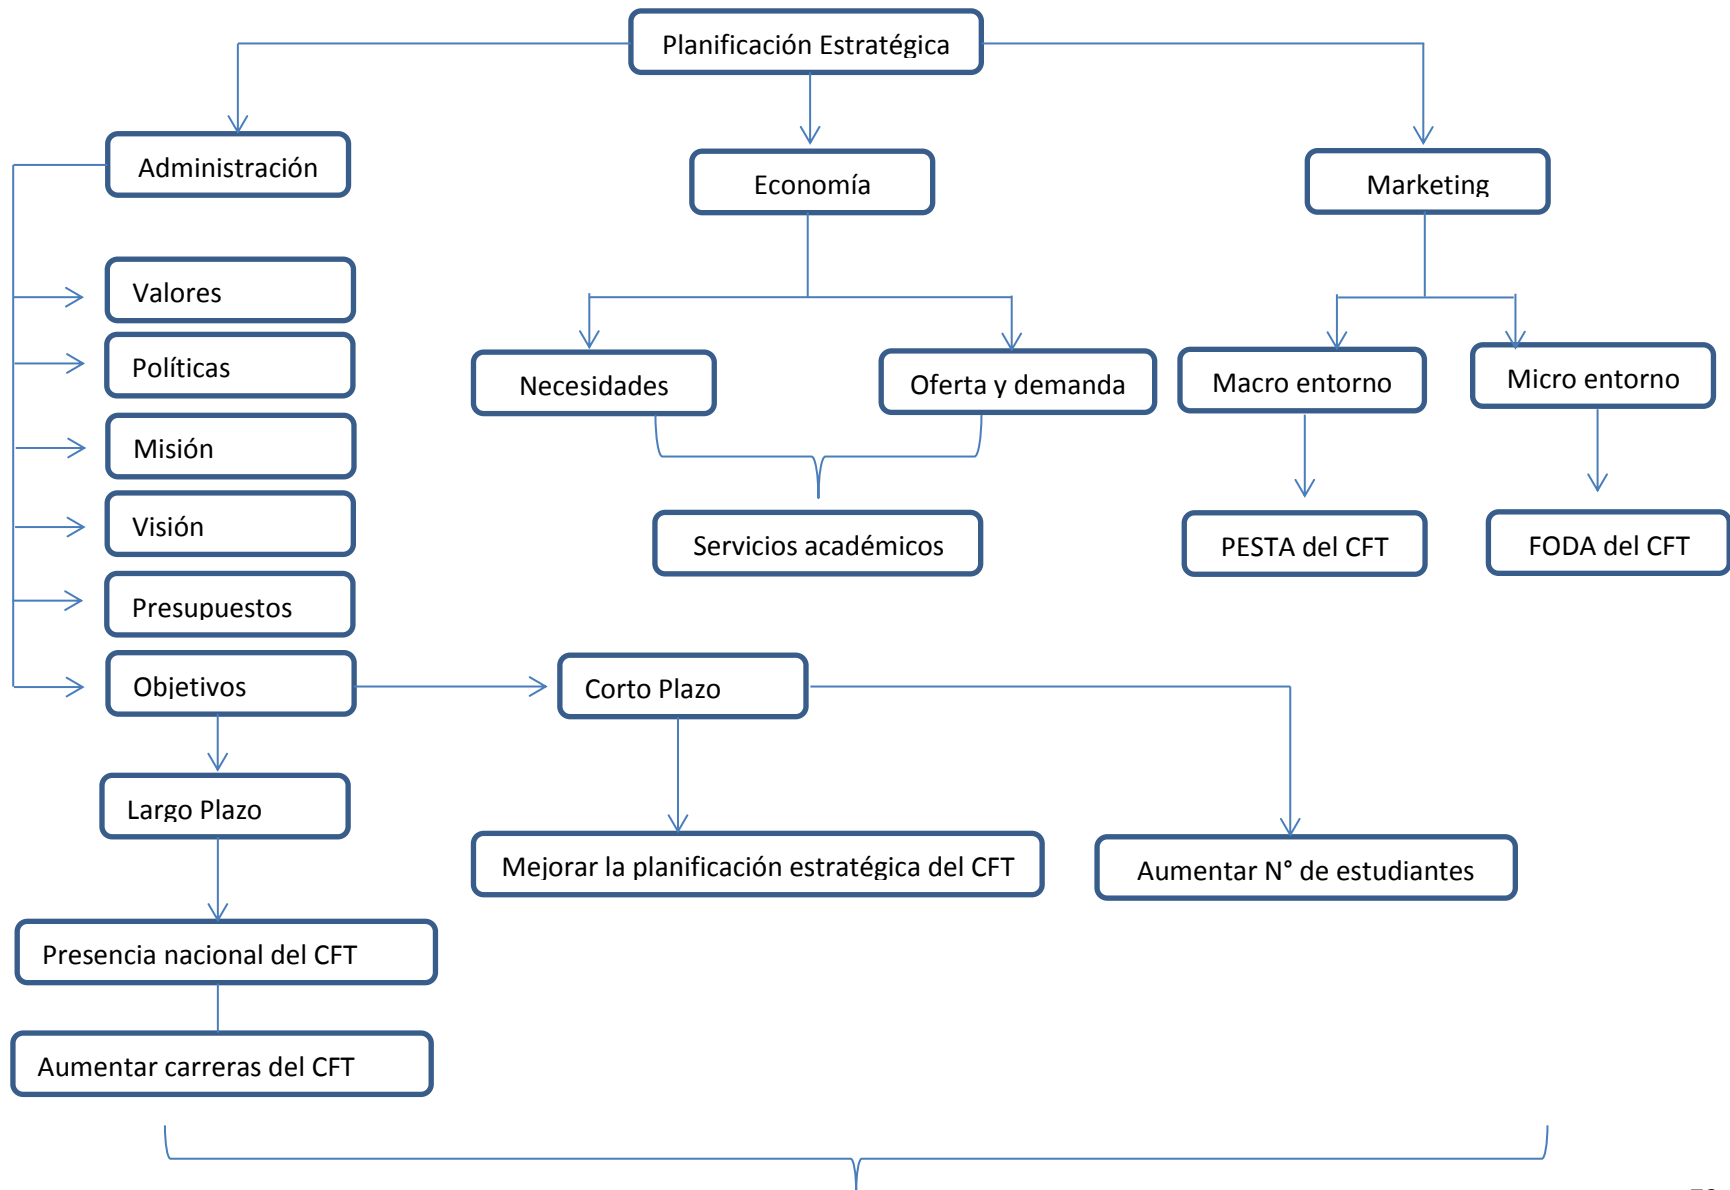 Planificación Estratégica
Administración
Economía
Marketing
Valores
Políticas
Misión
Visión
Presupuestos
Objetivos
Necesidades
Oferta y demanda
Macro entorno
Micro entorno
Servicios académicos
PESTA del CFT
FODA del CFT
Corto Plazo
Largo Plazo
Mejorar la planificación estratégica del CFT
Aumentar N° de estudiantes
Presencia nacional del CFT
Aumentar carreras del CFT